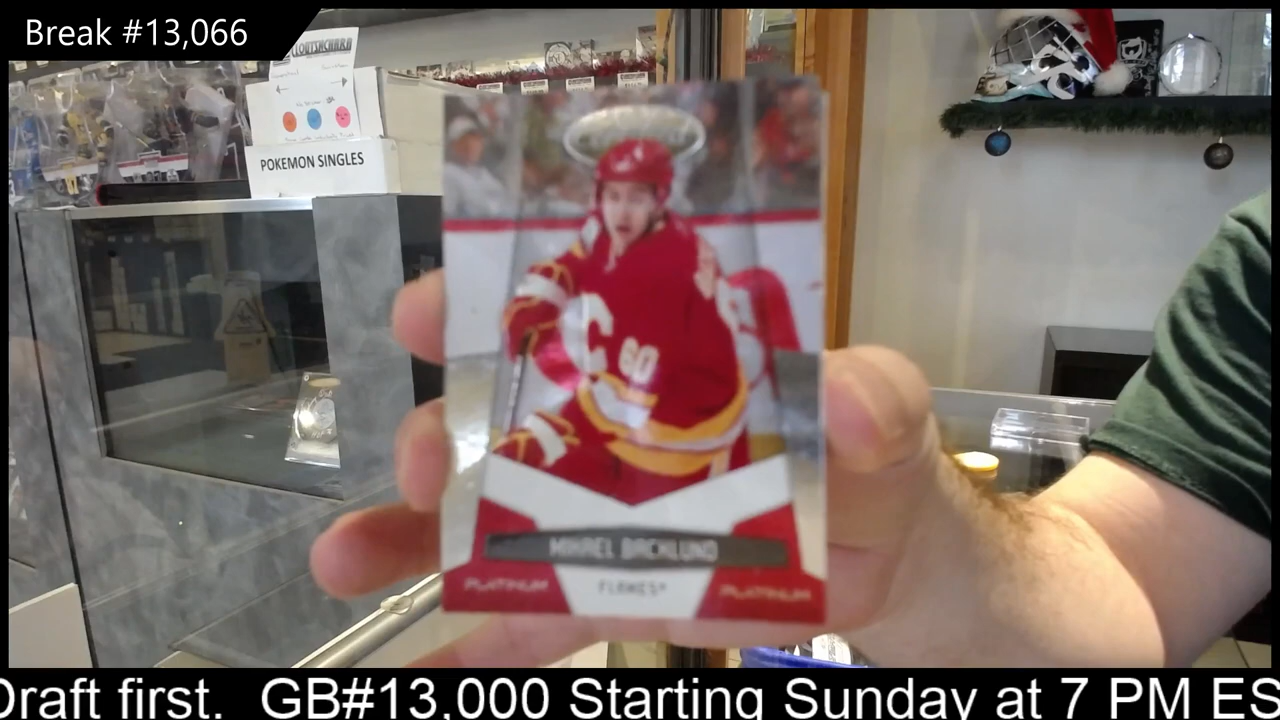 Break #13,066
POKEMON SINGLES
C 60
MIKAEL BACKLUND
PLATINUM FLAMES PLATINUM
Draft first. GB#13,000 Starting Sunday at 7 PM ES